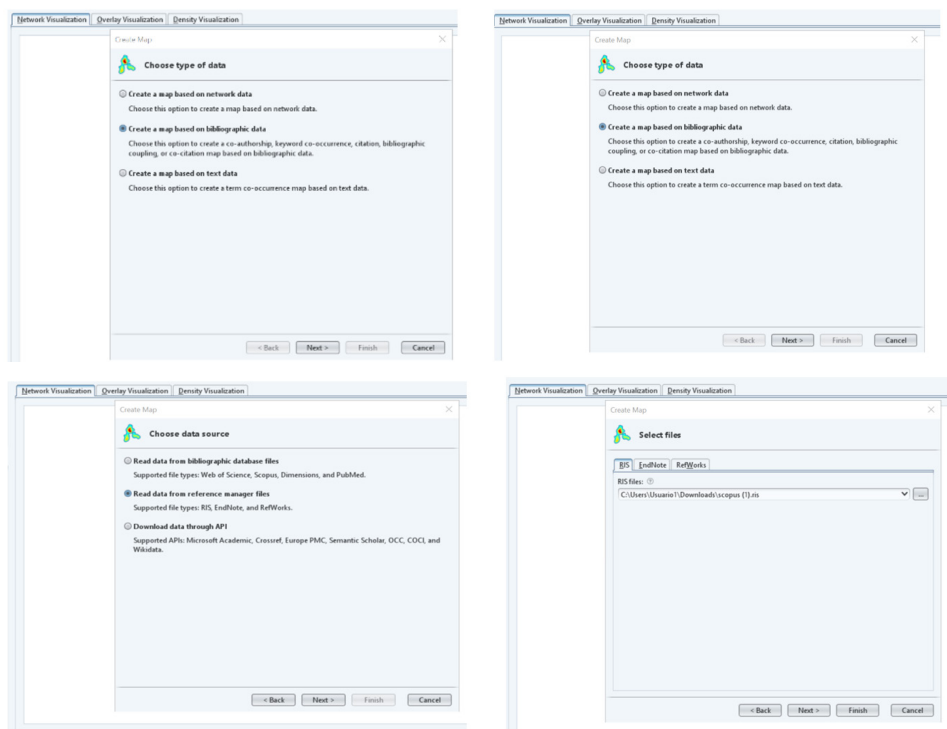 Network Visualization Overlay Visualization Density Visualization
Create Map
Choose type of data
Create a map based on network data
Choose this option to create a map based on network data.
Create a map based on bibliographic data
Choose this option to create a co-authorship, keyword co-occurrence, citation, bibliographic
coupling, or co-citation map based on bibliographic data.
Create a map based on text data
Choose this option to create a term co-occurrence map based on text data.
< Back Next > Finish Cancel
Network Visualization Overlay Visualization Density Visualization
Create Map
Choose type of data
Create a map based on network data
Choose this option to create a map based on network data.
Create a map based on bibliographic data
Choose this option to create a co-authorship, keyword co-occurrence, citation, bibliographic
coupling, or co-citation map based on bibliographic data.
Create a map based on text data
Choose this option to create a term co-occurrence map based on text data.
< Back Next > Finish Cancel
Network Visualization Overlay Visualization Density Visualization
Create Map
Choose data source
Read data from bibliographic database files
Supported file types: Web of Science, Scopus, Dimensions, and PubMed.
Read data from reference manager files
Supported file types: RIS, EndNote, and RefWorks.
Download data through API
Supported APIs: Microsoft Academic, Crossref, Europe PMC, Semantic Scholar, OCC, COCI, and
Wikidata.
< Back Next > Finish Cancel
Network Visualization Overlay Visualization Density Visualization
Create Map
Select files
RIS EndNote RefWorks
RIS files: ?
C:\Users\Usuario1\Downloads\scopus (1).ris ...
< Back Next > Finish Cancel